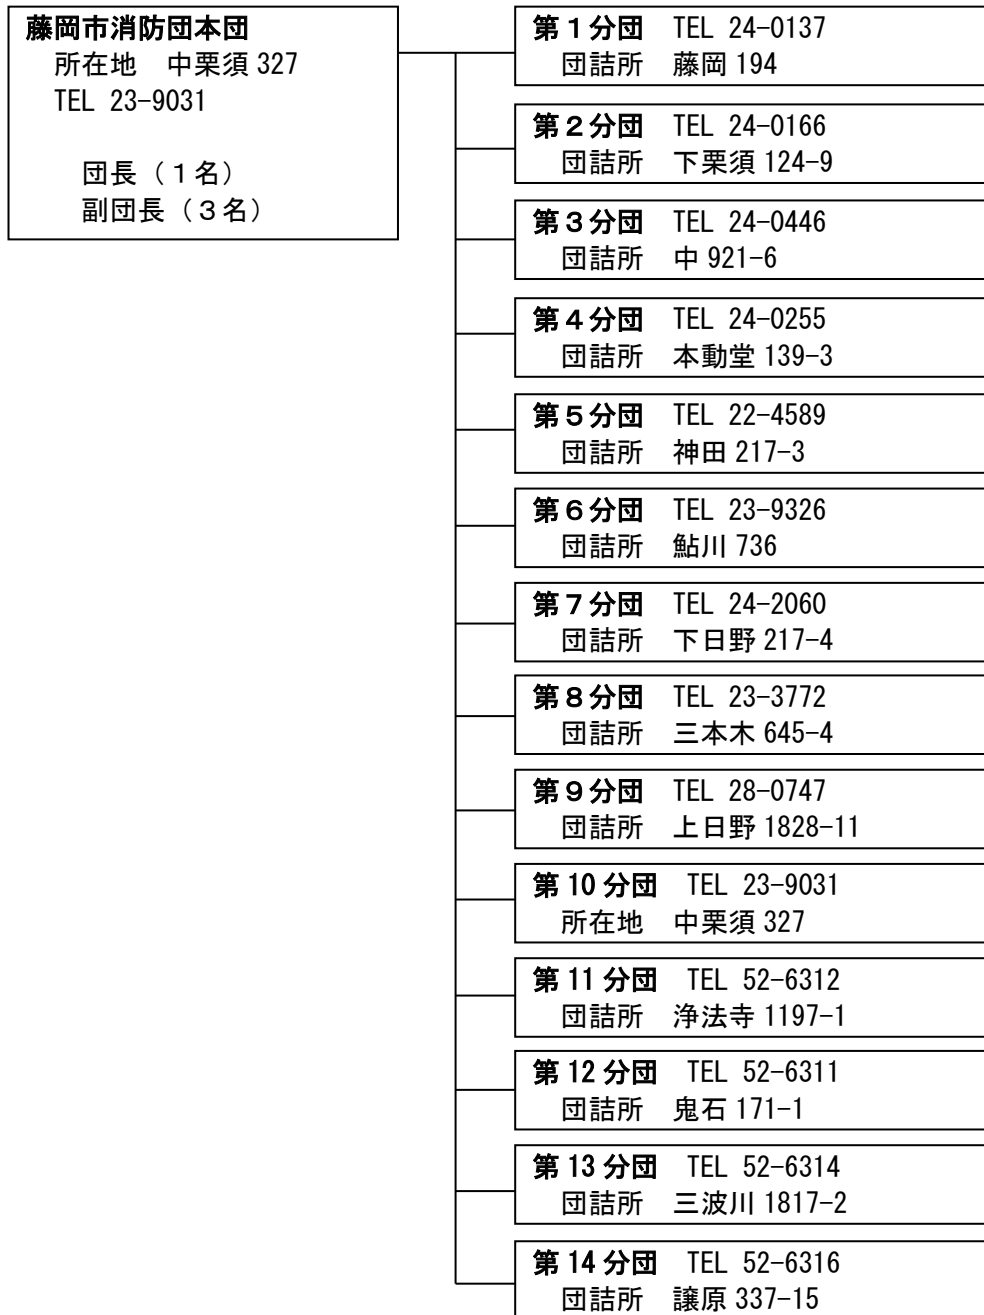 藤岡市消防団本団
所在地　中栗須 327
TEL 23-9031
団長（１名）
副団長（３名）
第１分団　TEL 24-0137
団詰所　藤岡 194
第２分団　TEL 24-0166
団詰所　下栗須 124-9
第３分団　TEL 24-0446
団詰所　中 921-6
第４分団　TEL 24-0255
団詰所　本動堂 139-3
第５分団　TEL 22-4589
団詰所　神田 217-3
第６分団　TEL 23-9326
団詰所　鮎川 736
第７分団　TEL 24-2060
団詰所　下日野 217-4
第８分団　TEL 23-3772
団詰所　三本木 645-4
第９分団　TEL 28-0747
団詰所　上日野 1828-11
第 10 分団　TEL 23-9031
所在地　中栗須 327
第 11 分団　TEL 52-6312
団詰所　浄法寺 1197-1
第 12 分団　TEL 52-6311
団詰所　鬼石 171-1
第 13 分団　TEL 52-6314
団詰所　三波川 1817-2
第 14 分団　TEL 52-6316
団詰所　譲原 337-15